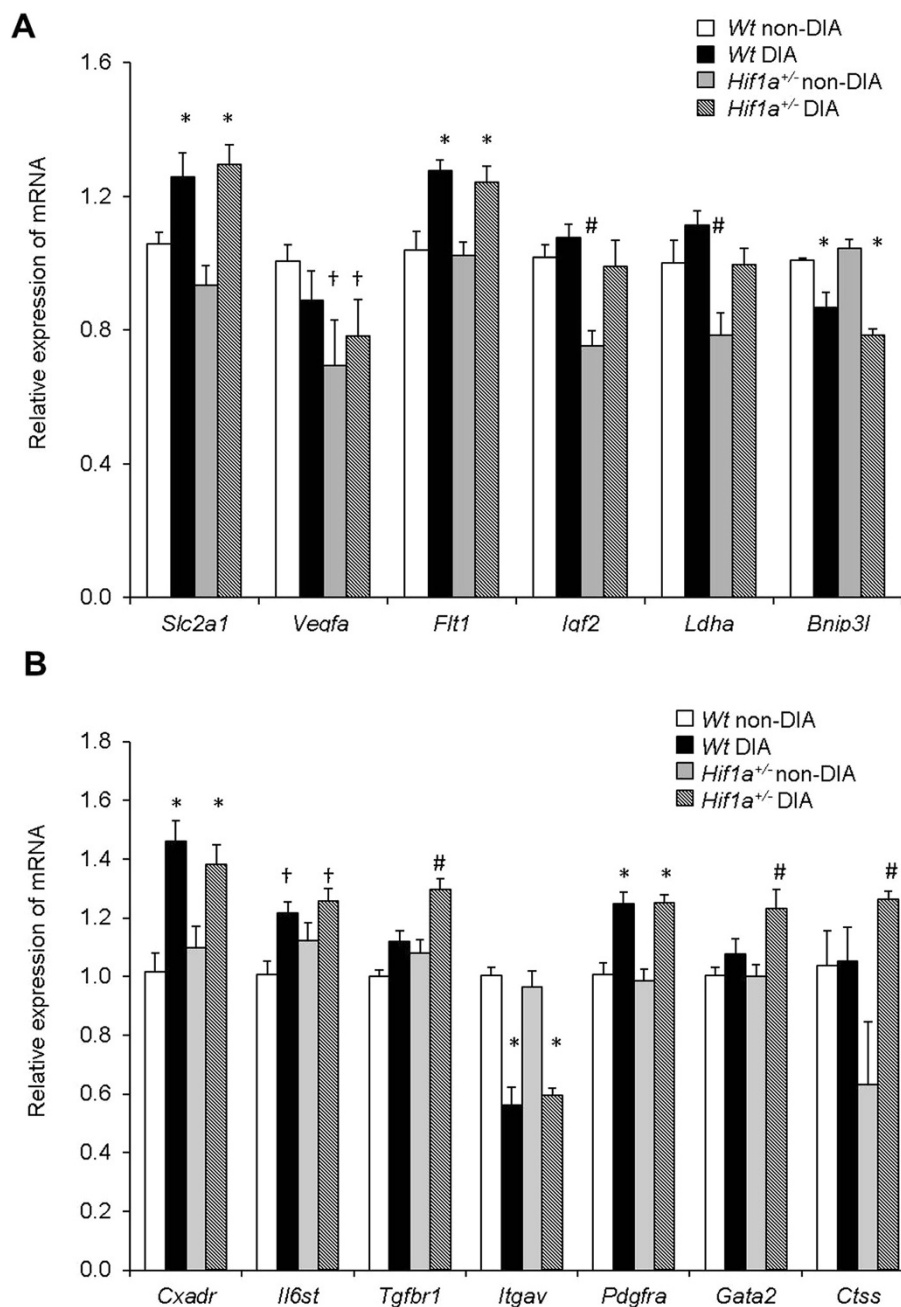 A
Wt non-DIA
Wt DIA
Hif1a+/- non-DIA
Hif1a+/- DIA
Relative expression of mRNA
1.6
1.2
0.8
0.4
0.0
* * † † * * # # * *
Slc2a1 Vegfa Flt1 Igf2 Ldha Bnip3l
B
Wt non-DIA
Wt DIA
Hif1a+/- non-DIA
Hif1a+/- DIA
Relative expression of mRNA
1.8
1.6
1.4
1.2
1.0
0.8
0.6
0.4
0.2
0.0
* * † † # * * * * # #
Cxadr Il6st Tgfbr1 Itgav Pdgfra Gata2 Ctss